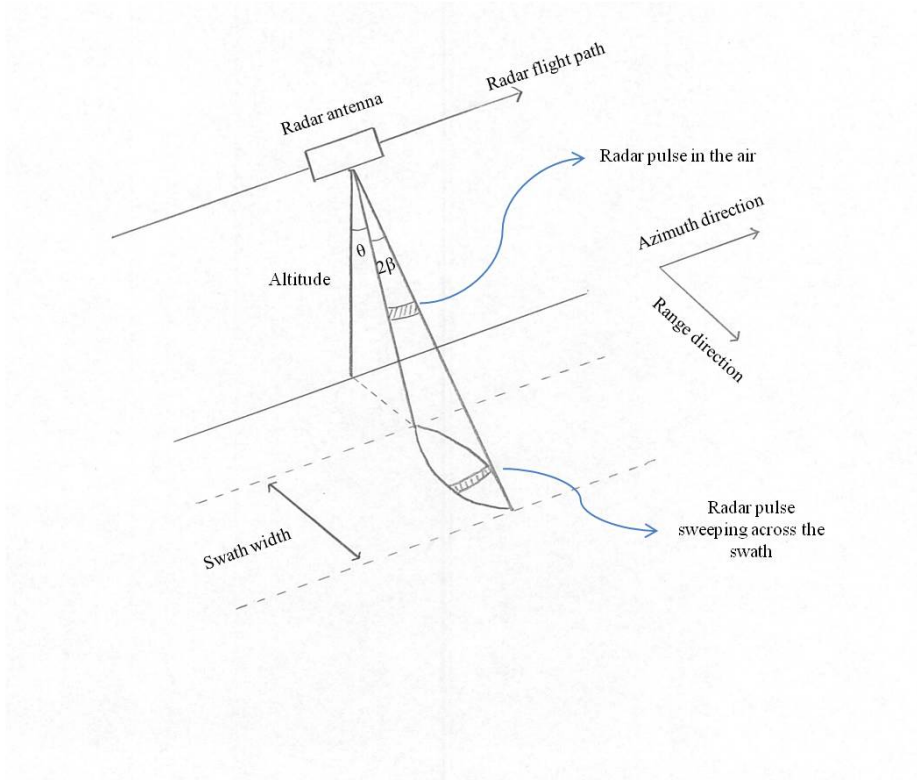 Radar flight path
Radar antenna
Radar pulse in the air
Azimuth direction
θ
2β
Altitude
Range direction
Swath width
Radar pulse
sweeping across the
swath